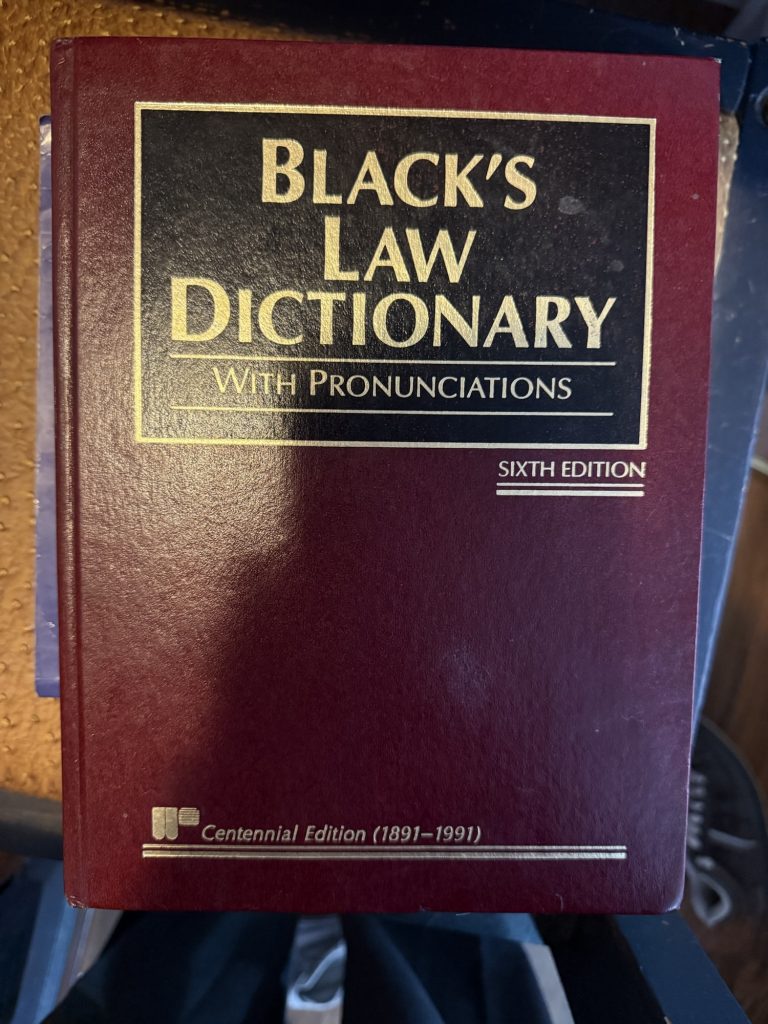 BLACK'S
LAW
DICTIONARY
WITH PRONUNCIATIONS
SIXTH EDITION
Centennial Edition (1891–1991)